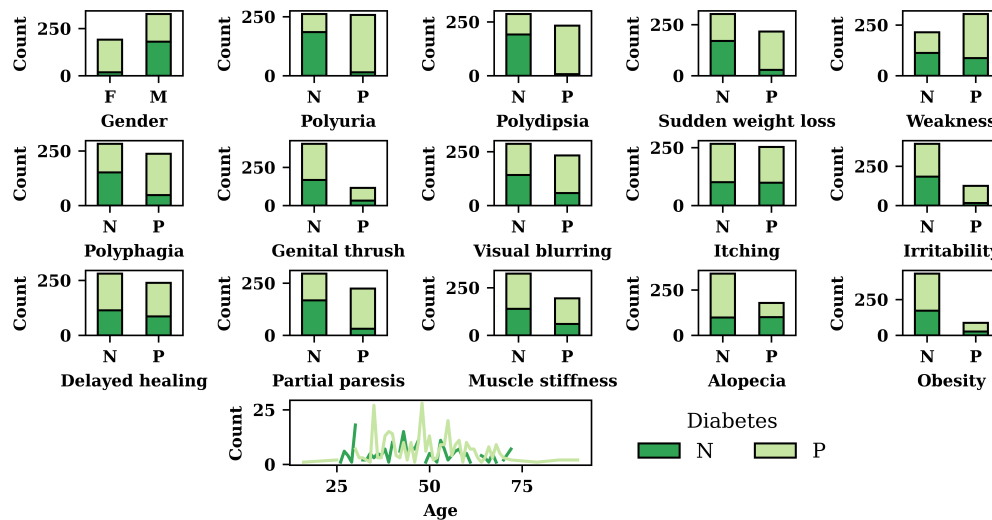 Count 250 0 F M Gender
Count 250 0 N P Polyuria
Count 250 0 N P Polydipsia
Count 250 0 N P Sudden weight loss
Count 250 0 N P Weakness
Count 250 0 N P Polyphagia
Count 250 0 N P Genital thrush
Count 250 0 N P Visual blurring
Count 250 0 N P Itching
Count 250 0 N P Irritability
Count 250 0 N P Delayed healing
Count 250 0 N P Partial paresis
Count 250 0 N P Muscle stiffness
Count 250 0 N P Alopecia
Count 250 0 N P Obesity
Count 25 0 25 50 75 Age
Diabetes
N P